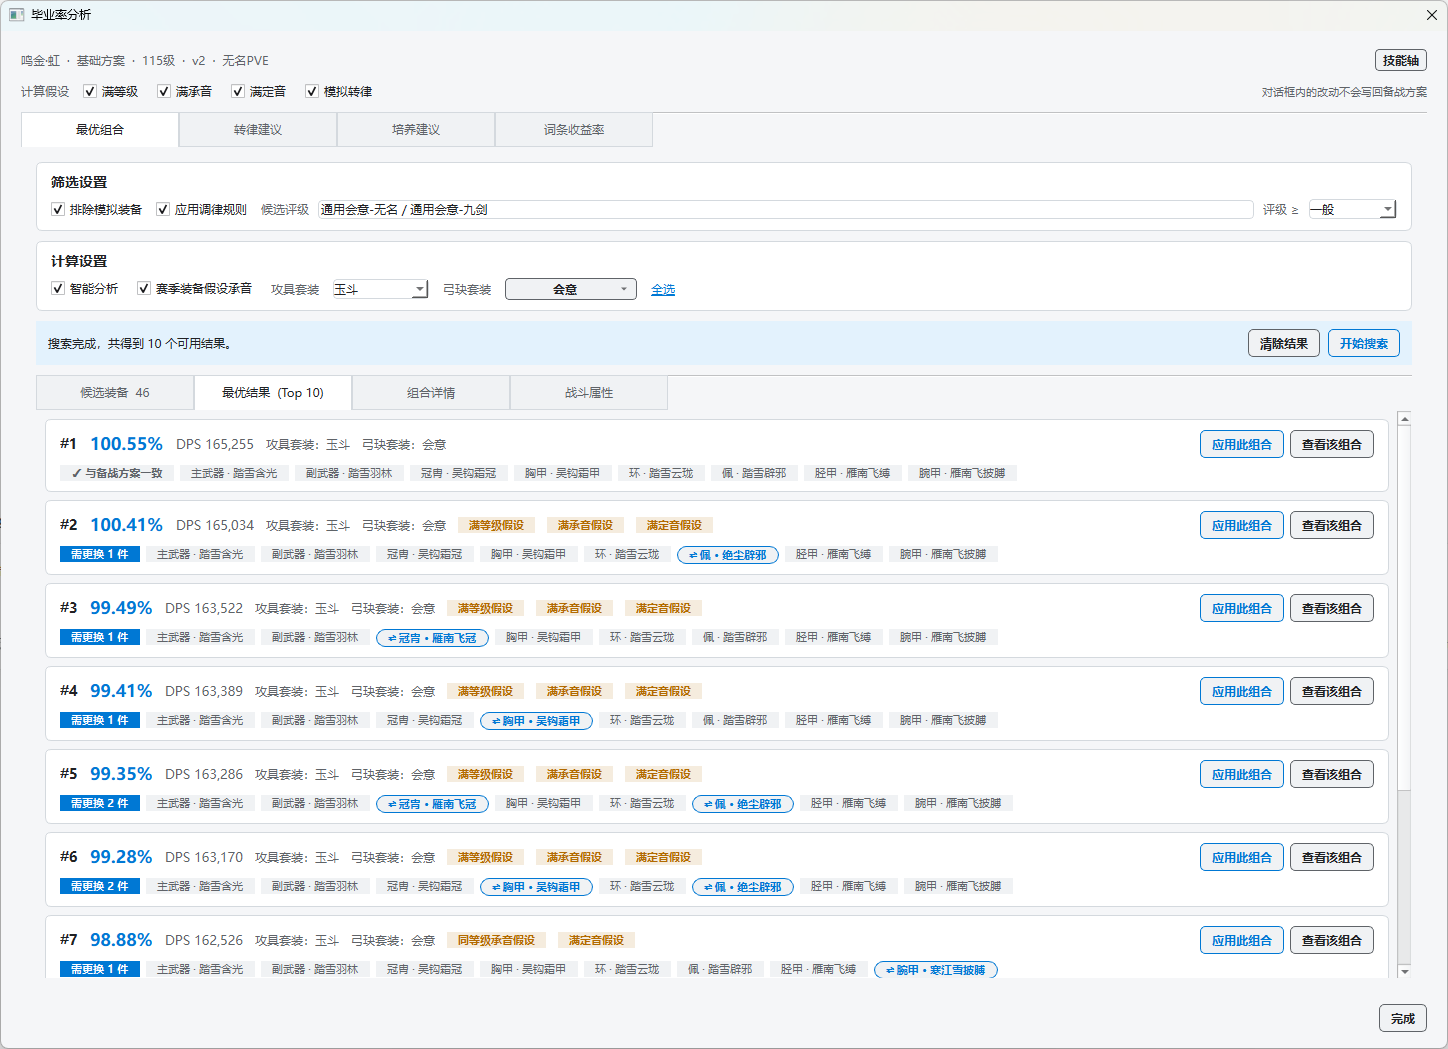 毕业率分析
鸣金·虹 · 基础方案 · 115级 · v2 · 无名PVE
技能轴
计算假设 满等级 满承音 满定音 模拟转律
对话框内的改动不会写回备战方案
最优组合 转律建议 培养建议 词条收益率
筛选设置
排除模拟装备 应用调律规则 候选评级 通用会意-无名 / 通用会意-九剑 评级 ≥ 一般
计算设置
智能分析 赛季装备假设承音 攻具套装 玉斗 弓玦套装 会意 全选
搜索完成，共得到 10 个可用结果。 清除结果 开始搜索
候选装备 46 最优结果 (Top 10) 组合详情 战斗属性
#1 100.55% DPS 165,255 攻具套装：玉斗 弓玦套装：会意 应用此组合 查看该组合
✓ 与备战方案一致 主武器 · 踏雪含光 副武器 · 踏雪羽林 冠胄 · 吴钩霜冠 胸甲 · 吴钩霜甲 环 · 踏雪云珑 佩 · 踏雪辟邪 胫甲 · 雁南飞缚 腕甲 · 雁南飞披膊
#2 100.41% DPS 165,034 攻具套装：玉斗 弓玦套装：会意 满等级假设 满承音假设 满定音假设 应用此组合 查看该组合
需更换 1 件 主武器 · 踏雪含光 副武器 · 踏雪羽林 冠胄 · 吴钩霜冠 胸甲 · 吴钩霜甲 环 · 踏雪云珑 ⇌ 佩 · 绝尘辟邪 胫甲 · 雁南飞缚 腕甲 · 雁南飞披膊
#3 99.49% DPS 163,522 攻具套装：玉斗 弓玦套装：会意 满等级假设 满承音假设 满定音假设 应用此组合 查看该组合
需更换 1 件 主武器 · 踏雪含光 副武器 · 踏雪羽林 ⇌ 冠胄 · 雁南飞冠 胸甲 · 吴钩霜甲 环 · 踏雪云珑 佩 · 踏雪辟邪 胫甲 · 雁南飞缚 腕甲 · 雁南飞披膊
#4 99.41% DPS 163,389 攻具套装：玉斗 弓玦套装：会意 满等级假设 满承音假设 满定音假设 应用此组合 查看该组合
需更换 1 件 主武器 · 踏雪含光 副武器 · 踏雪羽林 冠胄 · 吴钩霜冠 ⇌ 胸甲 · 吴钩霜甲 环 · 踏雪云珑 佩 · 踏雪辟邪 胫甲 · 雁南飞缚 腕甲 · 雁南飞披膊
#5 99.35% DPS 163,286 攻具套装：玉斗 弓玦套装：会意 满等级假设 满承音假设 满定音假设 应用此组合 查看该组合
需更换 2 件 主武器 · 踏雪含光 副武器 · 踏雪羽林 ⇌ 冠胄 · 雁南飞冠 胸甲 · 吴钩霜甲 环 · 踏雪云珑 ⇌ 佩 · 绝尘辟邪 胫甲 · 雁南飞缚 腕甲 · 雁南飞披膊
#6 99.28% DPS 163,170 攻具套装：玉斗 弓玦套装：会意 满等级假设 满承音假设 满定音假设 应用此组合 查看该组合
需更换 2 件 主武器 · 踏雪含光 副武器 · 踏雪羽林 冠胄 · 吴钩霜冠 ⇌ 胸甲 · 吴钩霜甲 环 · 踏雪云珑 ⇌ 佩 · 绝尘辟邪 胫甲 · 雁南飞缚 腕甲 · 雁南飞披膊
#7 98.88% DPS 162,526 攻具套装：玉斗 弓玦套装：会意 同等级承音假设 满定音假设 应用此组合 查看该组合
需更换 1 件 主武器 · 踏雪含光 副武器 · 踏雪羽林 冠胄 · 吴钩霜冠 胸甲 · 吴钩霜甲 环 · 踏雪云珑 佩 · 踏雪辟邪 胫甲 · 雁南飞缚 ⇌ 腕甲 · 寒江雪披膊
完成